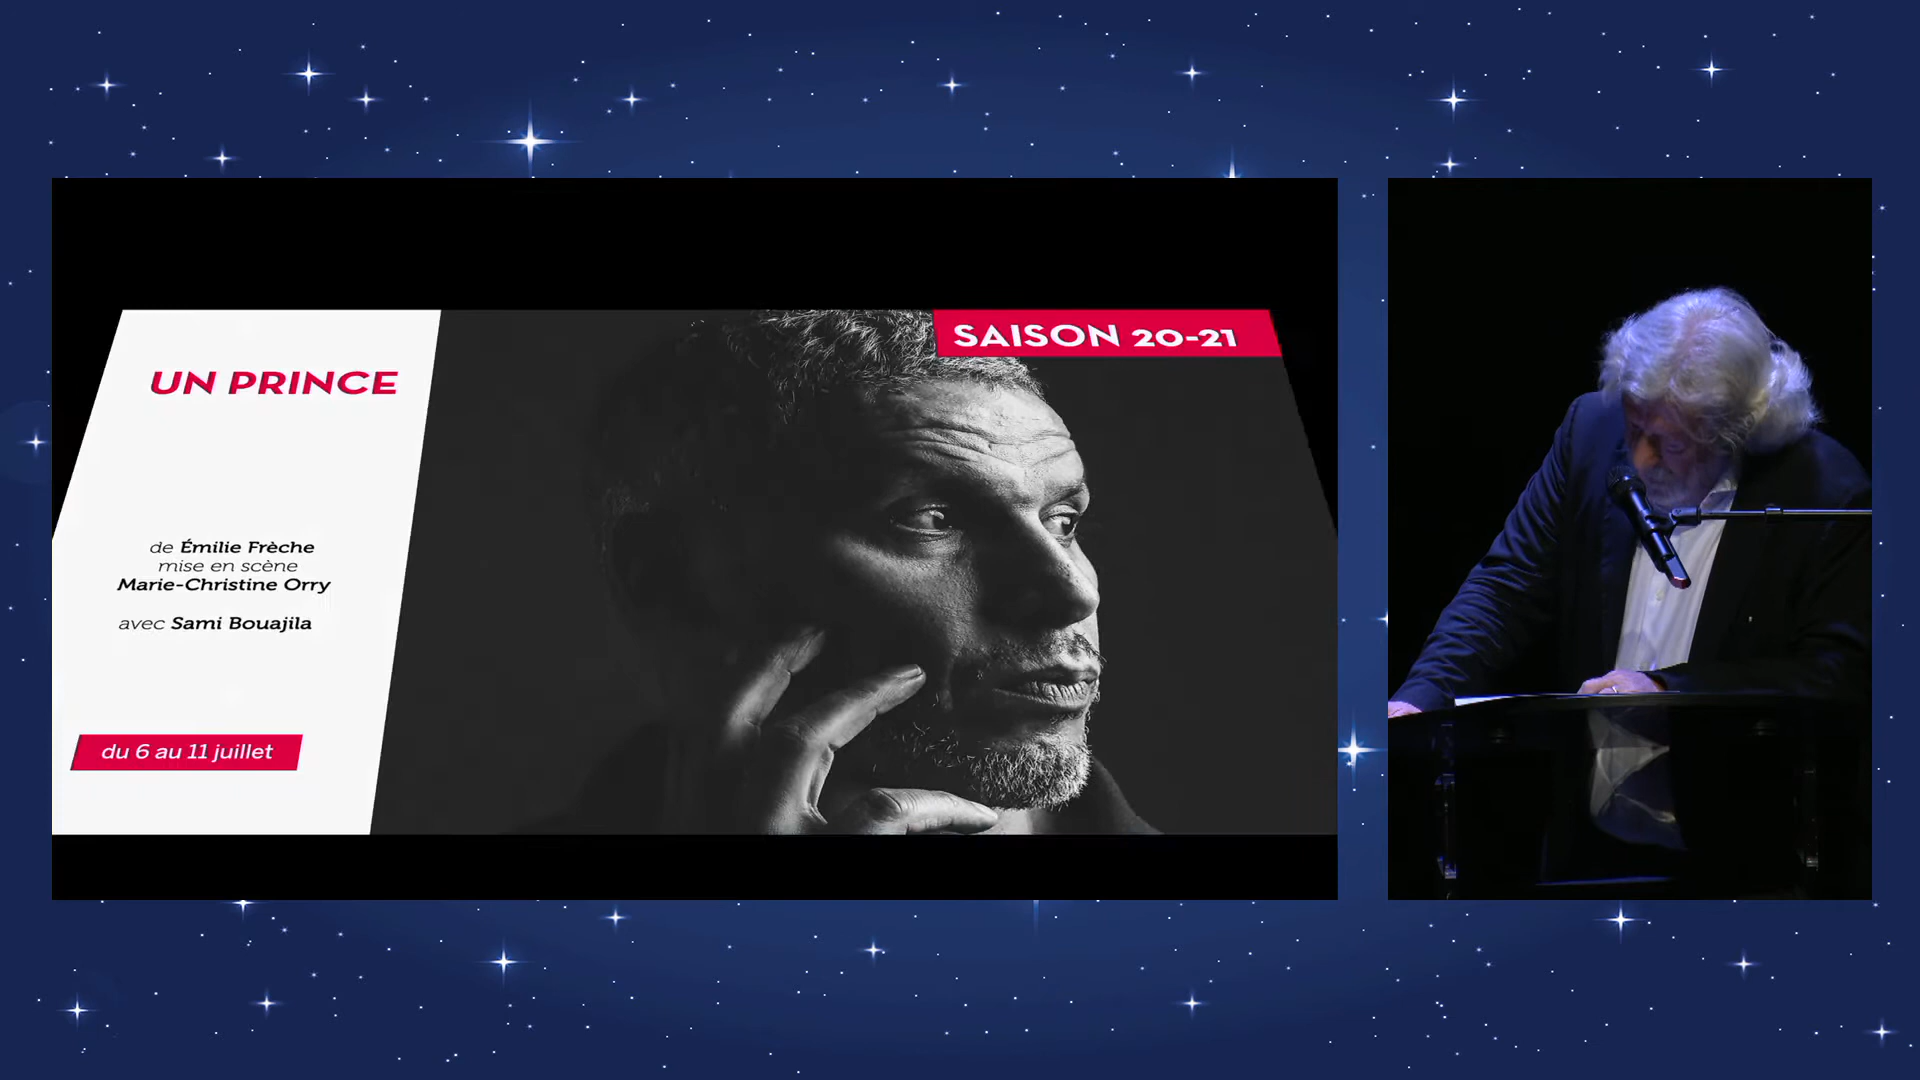 SAISON 20-21
UN PRINCE
de Émilie Frèche
mise en scène
Marie-Christine Orry
avec Sami Bouajila
du 6 au 11 juillet